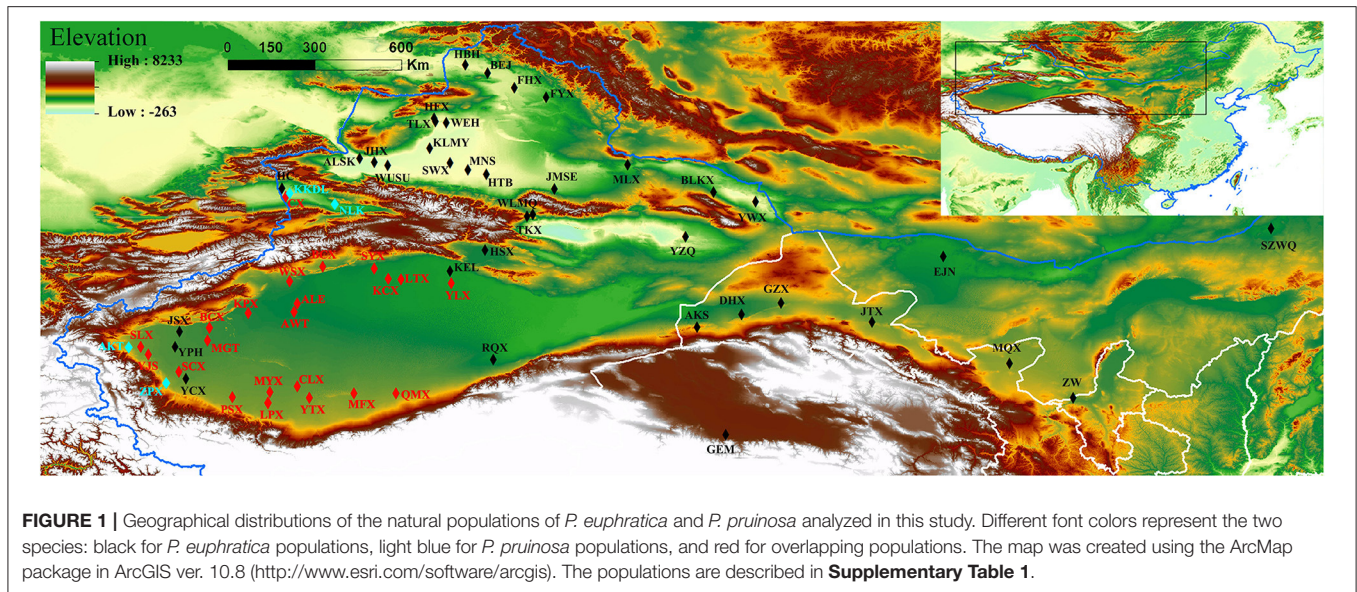 Elevation
High : 8233
Low : -263
0 150 300 600
Km
HBH
BEJ
FHX
FYX
HFX
TLX
WEH
KLMY
ALSK
JHX
WUSU
SWX
MNS
HTB
JMSE
MLX
BLKX
YWX
HC
KKDL
NLK
WLMQ
TKX
YZQ
SZWQ
HSX
EJN
WSX
SYX
KEL
KCX
LTX
YLX
ALE
AWT
KPX
GZX
DHX
AKS
JTX
BCX
JSX
MGT
SLX
AKT
YPH
YJS
SCX
ZPX
YCX
RQX
MQX
ZW
PSX
MYX
LPX
CLX
YTX
MFX
QMX
GEM
FIGURE 1 | Geographical distributions of the natural populations of P. euphratica and P. pruinosa analyzed in this study. Different font colors represent the two
species: black for P. euphratica populations, light blue for P. pruinosa populations, and red for overlapping populations. The map was created using the ArcMap
package in ArcGIS ver. 10.8 (http://www.esri.com/software/arcgis). The populations are described in Supplementary Table 1.